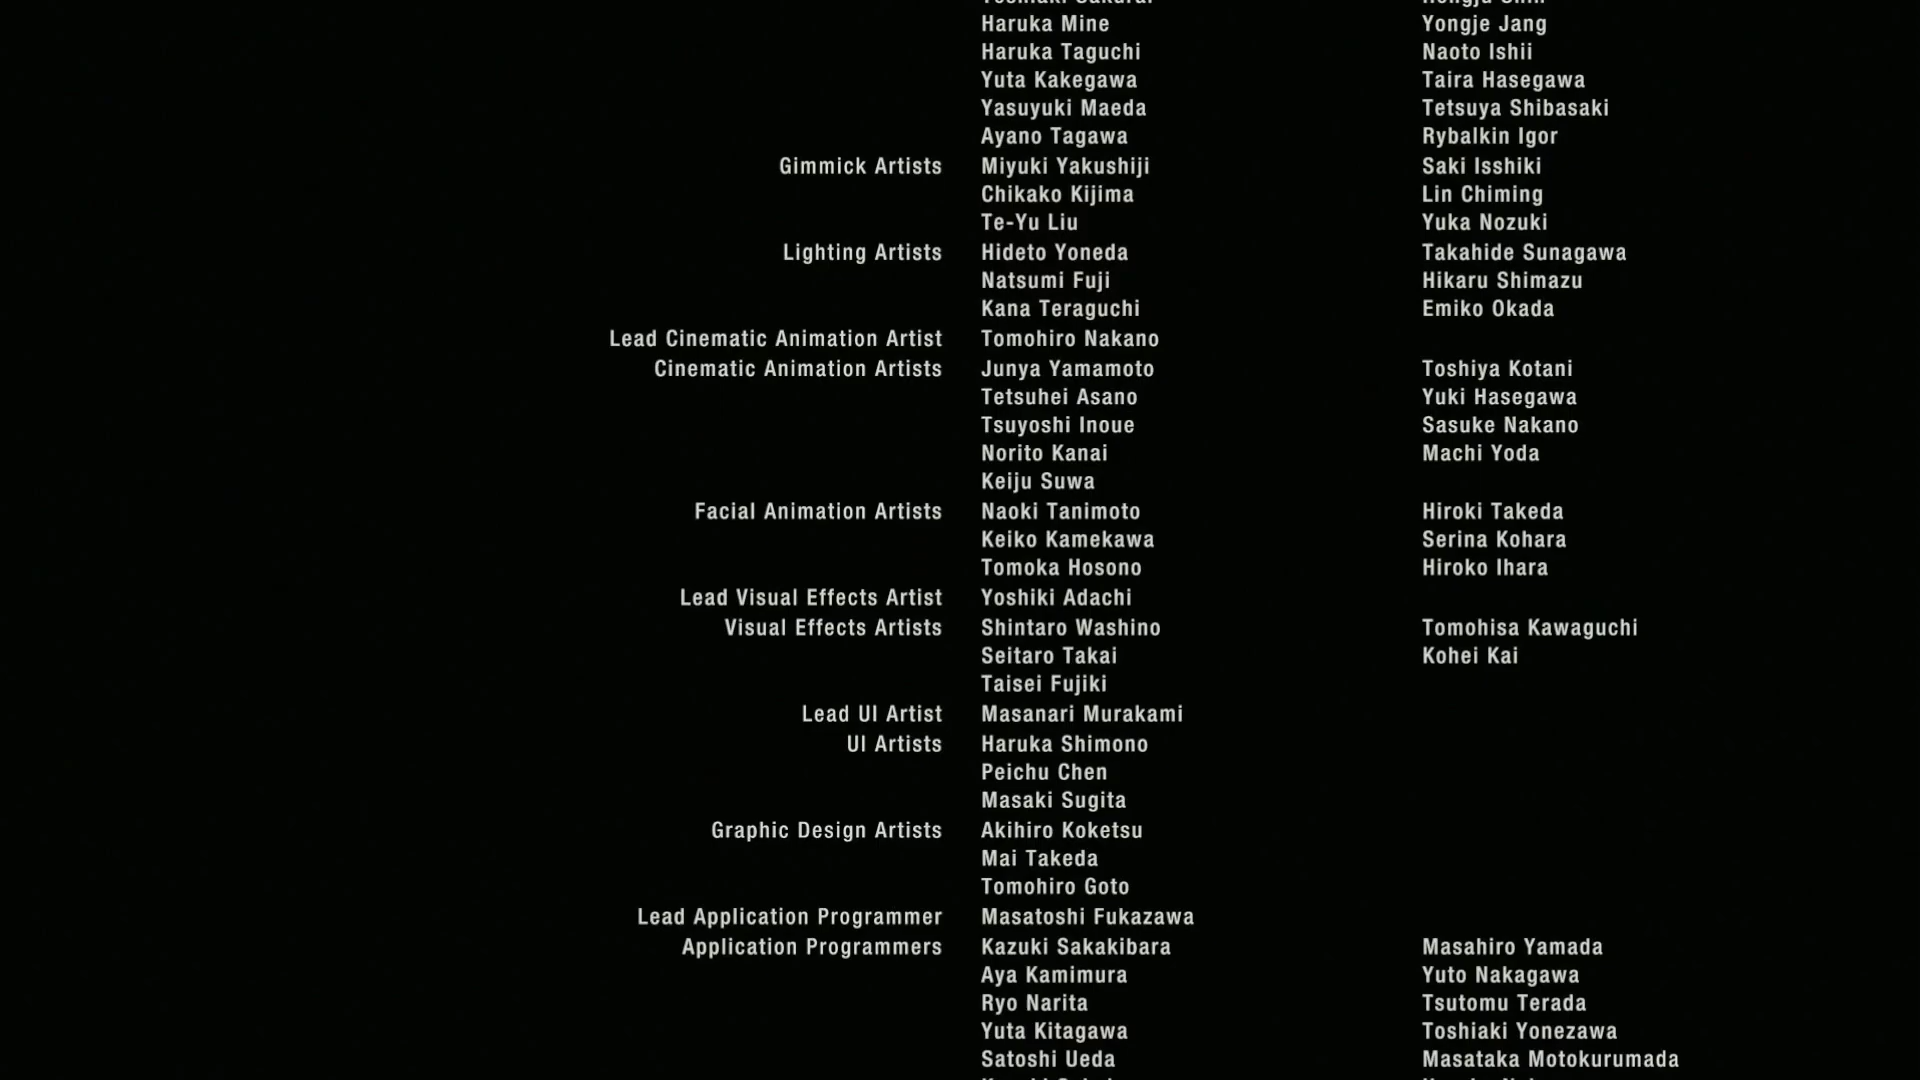 Haruka Mine Yongje Jang
Haruka Taguchi Naoto Ishii
Yuta Kakegawa Taira Hasegawa
Yasuyuki Maeda Tetsuya Shibasaki
Ayano Tagawa Rybalkin Igor
Gimmick Artists Miyuki Yakushiji Saki Isshiki
Chikako Kijima Lin Chiming
Te-Yu Liu Yuka Nozuki
Lighting Artists Hideto Yoneda Takahide Sunagawa
Natsumi Fuji Hikaru Shimazu
Kana Teraguchi Emiko Okada
Lead Cinematic Animation Artist Tomohiro Nakano
Cinematic Animation Artists Junya Yamamoto Toshiya Kotani
Tetsuhei Asano Yuki Hasegawa
Tsuyoshi Inoue Sasuke Nakano
Norito Kanai Machi Yoda
Keiju Suwa
Facial Animation Artists Naoki Tanimoto Hiroki Takeda
Keiko Kamekawa Serina Kohara
Tomoka Hosono Hiroko Ihara
Lead Visual Effects Artist Yoshiki Adachi
Visual Effects Artists Shintaro Washino Tomohisa Kawaguchi
Seitaro Takai Kohei Kai
Taisei Fujiki
Lead UI Artist Masanari Murakami
UI Artists Haruka Shimono
Peichu Chen
Masaki Sugita
Graphic Design Artists Akihiro Koketsu
Mai Takeda
Tomohiro Goto
Lead Application Programmer Masatoshi Fukazawa
Application Programmers Kazuki Sakakibara Masahiro Yamada
Aya Kamimura Yuto Nakagawa
Ryo Narita Tsutomu Terada
Yuta Kitagawa Toshiaki Yonezawa
Satoshi Ueda Masataka Motokurumada